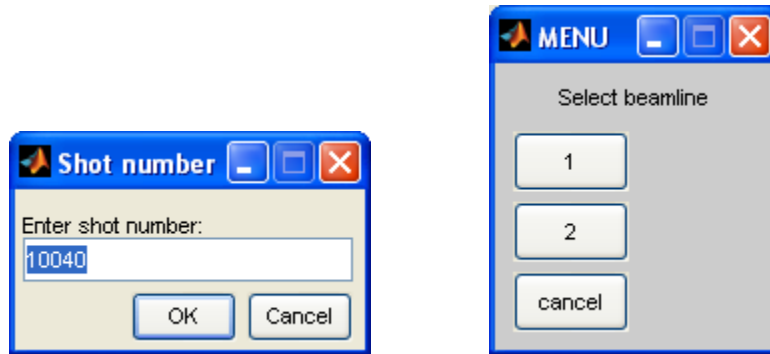 Shot number
Enter shot number:
10040
OK Cancel
MENU
Select beamline
1
2
cancel